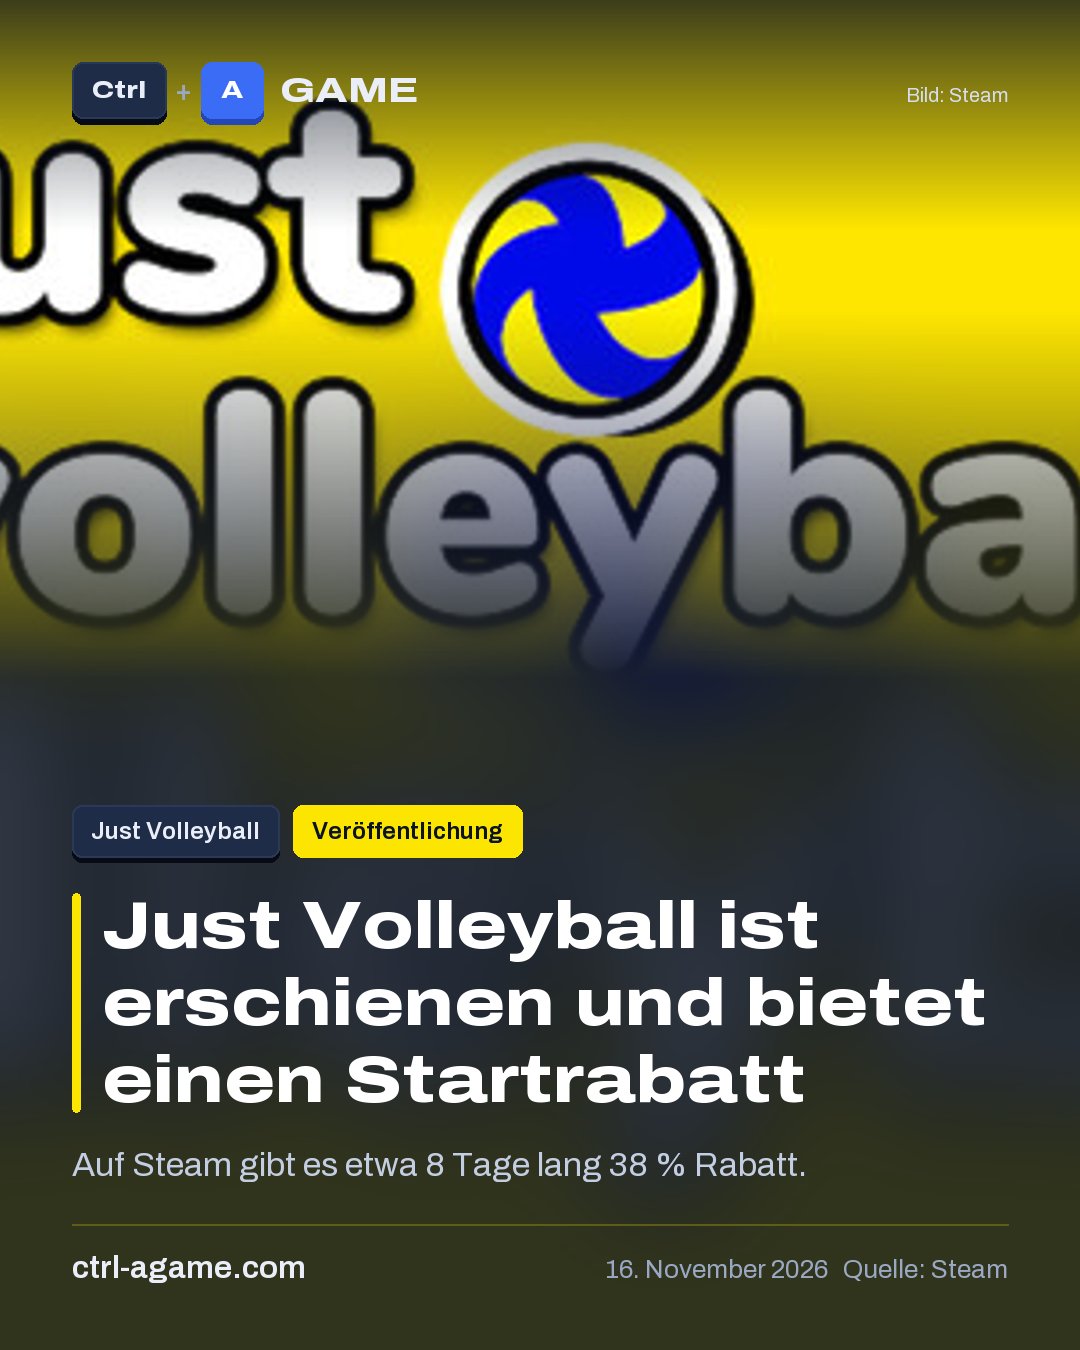 Ctrl + A GAME
Bild: Steam
ust
olleyba
Just Volleyball
Veröffentlichung
Just Volleyball ist
erschienen und bietet
einen Startrabatt
Auf Steam gibt es etwa 8 Tage lang 38 % Rabatt.
ctrl-agame.com
16. November 2026 Quelle: Steam